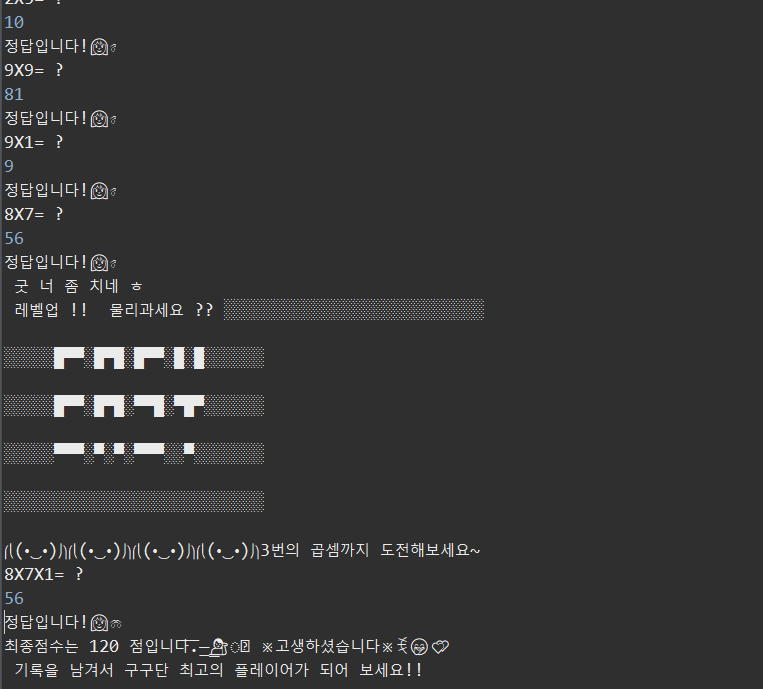 2X5= ?
10
정답입니다!
9X9= ?
81
정답입니다!
9X1= ?
9
정답입니다!
8X7= ?
56
정답입니다!
굿 너 좀 치네 ㅎ
레벨업 !! 물리과세요 ?? ░░░░░░░░░░░░░░░░░░░░░░░░░░
░░░░░█▀▀░█▀█░█▀▀░█░█░░░░░░
░░░░░█▀▀░█▀█░▀▀█░▀█▀░░░░░░
░░░░░▀▀▀░▀░▀░▀▀▀░░▀░░░░░░░
░░░░░░░░░░░░░░░░░░░░░░░░░░
༼(•‿•)༽༼(•‿•)༽༼(•‿•)༽༼(•‿•)༽3번의 곱셈까지 도전해보세요~
8X7X1= ?
56
정답입니다!
최종점수는 120 점입니다. ※고생하셨습니다※
기록을 남겨서 구구단 최고의 플레이어가 되어 보세요!!